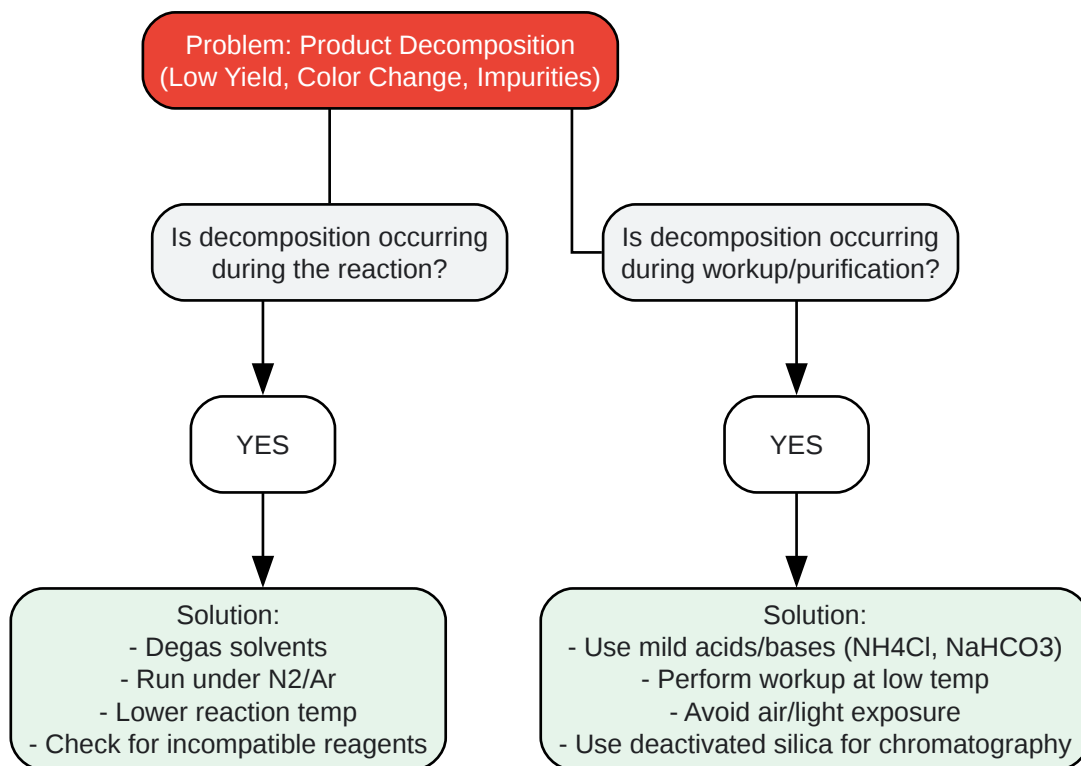 Problem: Product Decomposition
(Low Yield, Color Change, Impurities)
Is decomposition occurring
during the reaction?
Is decomposition occurring
during workup/purification?
YES
YES
Solution:
- Degas solvents
- Run under N2/Ar
- Lower reaction temp
- Check for incompatible reagents
Solution:
- Use mild acids/bases (NH4Cl, NaHCO3)
- Perform workup at low temp
- Avoid air/light exposure
- Use deactivated silica for chromatography